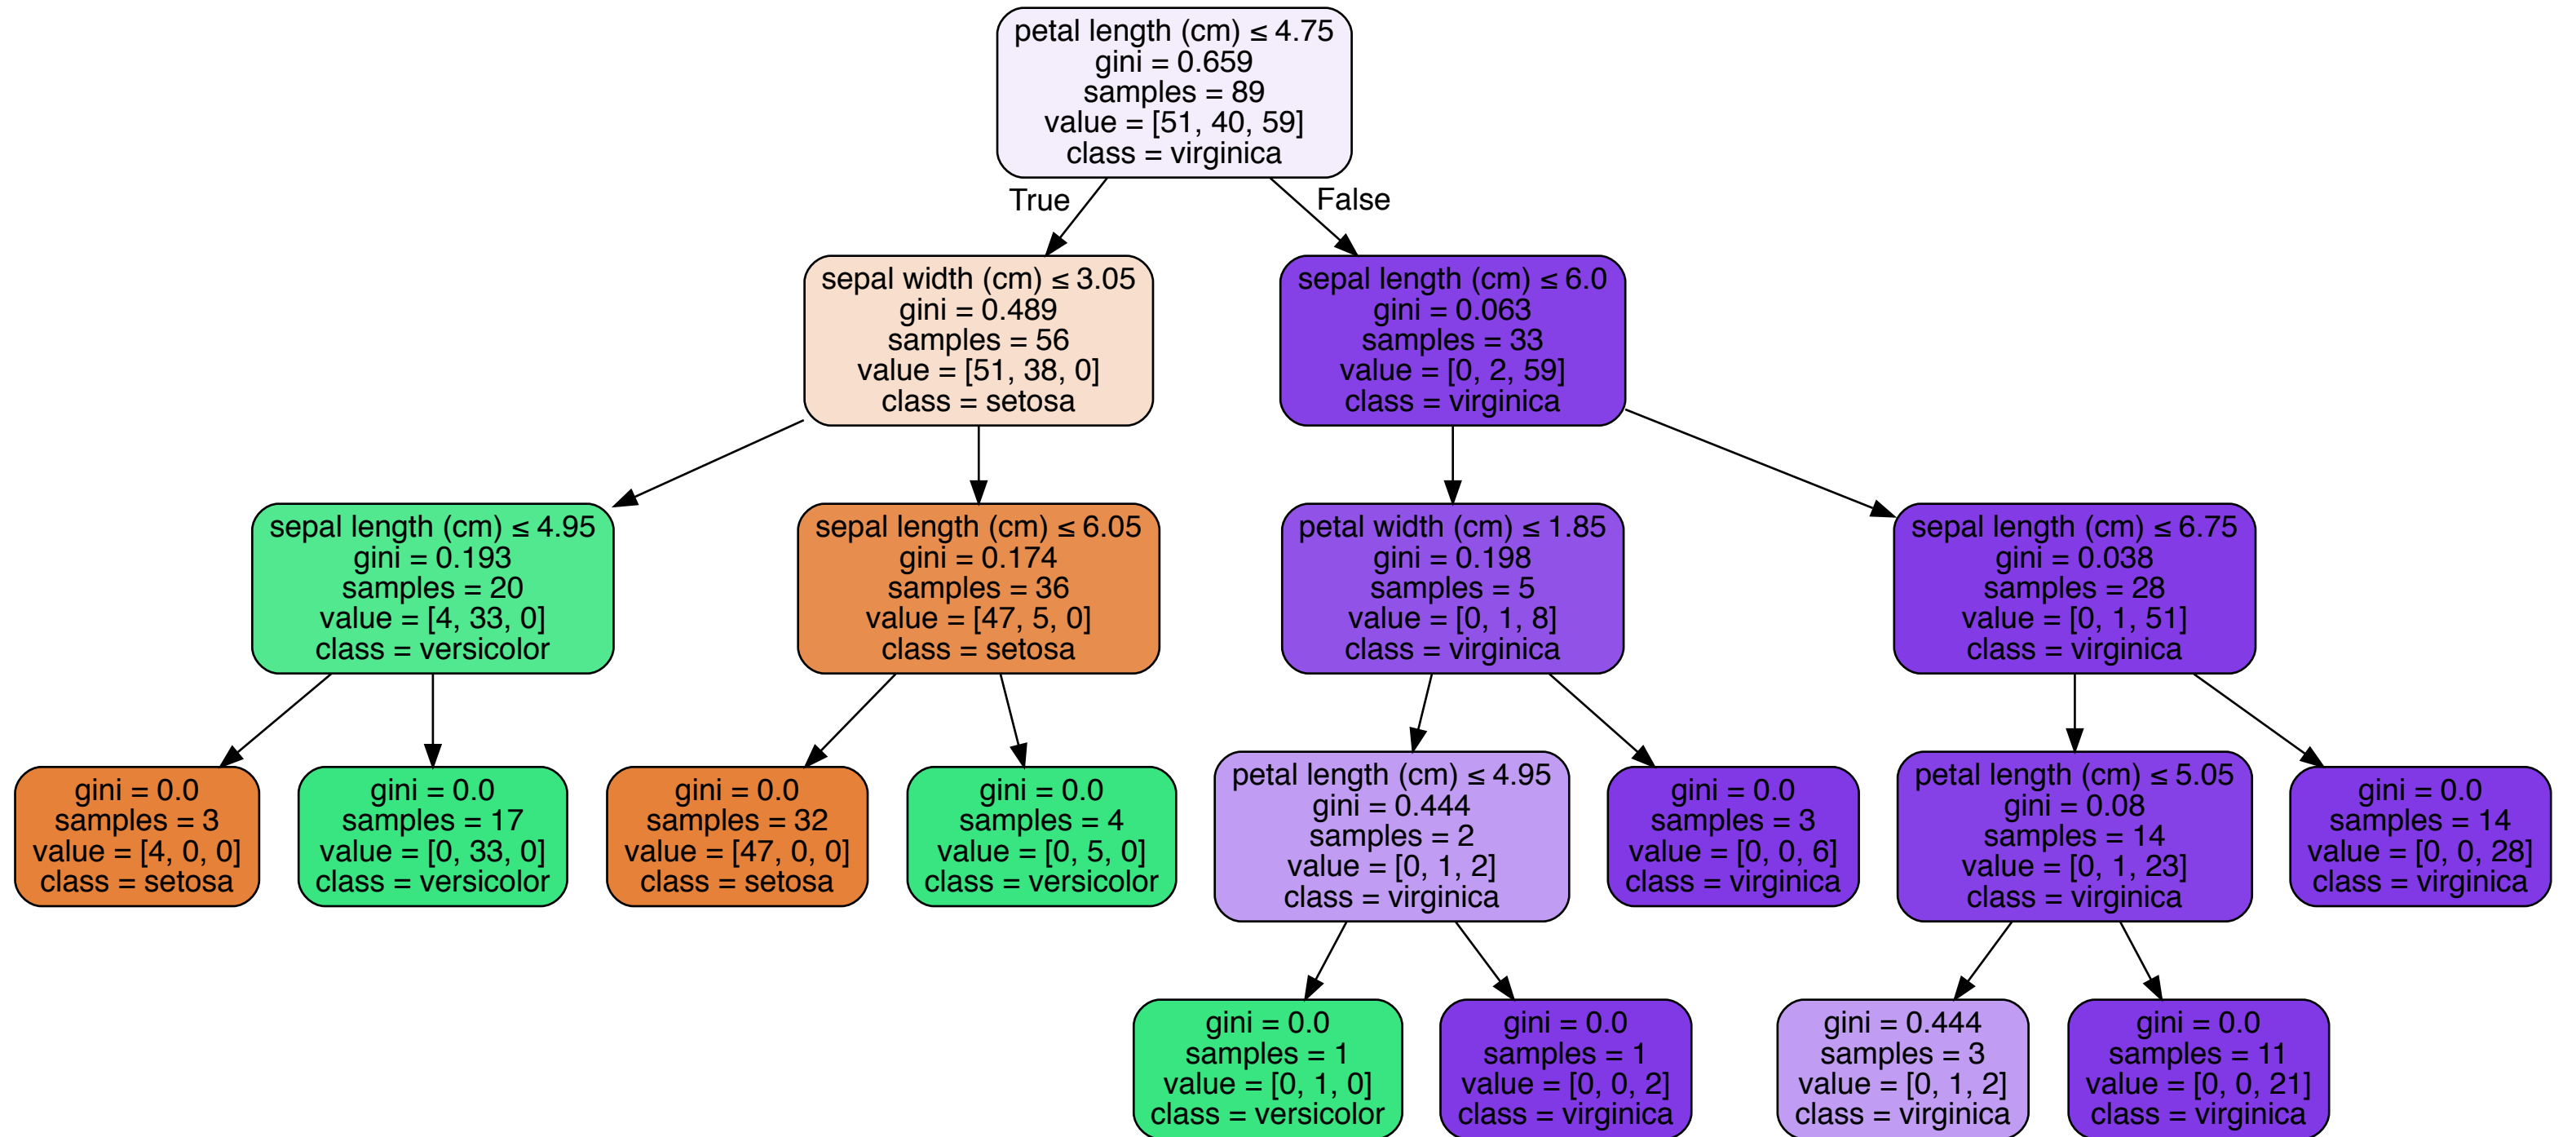 petal length (cm) ≤ 4.75
gini = 0.659
samples = 89
value = [51, 40, 59]
class = virginica
True
False
sepal width (cm) ≤ 3.05
gini = 0.489
samples = 56
value = [51, 38, 0]
class = setosa
sepal length (cm) ≤ 6.0
gini = 0.063
samples = 33
value = [0, 2, 59]
class = virginica
sepal length (cm) ≤ 4.95
gini = 0.193
samples = 20
value = [4, 33, 0]
class = versicolor
sepal length (cm) ≤ 6.05
gini = 0.174
samples = 36
value = [47, 5, 0]
class = setosa
petal width (cm) ≤ 1.85
gini = 0.198
samples = 5
value = [0, 1, 8]
class = virginica
sepal length (cm) ≤ 6.75
gini = 0.038
samples = 28
value = [0, 1, 51]
class = virginica
gini = 0.0
samples = 3
value = [4, 0, 0]
class = setosa
gini = 0.0
samples = 17
value = [0, 33, 0]
class = versicolor
gini = 0.0
samples = 32
value = [47, 0, 0]
class = setosa
gini = 0.0
samples = 4
value = [0, 5, 0]
class = versicolor
petal length (cm) ≤ 4.95
gini = 0.444
samples = 2
value = [0, 1, 2]
class = virginica
gini = 0.0
samples = 3
value = [0, 0, 6]
class = virginica
petal length (cm) ≤ 5.05
gini = 0.08
samples = 14
value = [0, 1, 23]
class = virginica
gini = 0.0
samples = 14
value = [0, 0, 28]
class = virginica
gini = 0.0
samples = 1
value = [0, 1, 0]
class = versicolor
gini = 0.0
samples = 1
value = [0, 0, 2]
class = virginica
gini = 0.444
samples = 3
value = [0, 1, 2]
class = virginica
gini = 0.0
samples = 11
value = [0, 0, 21]
class = virginica